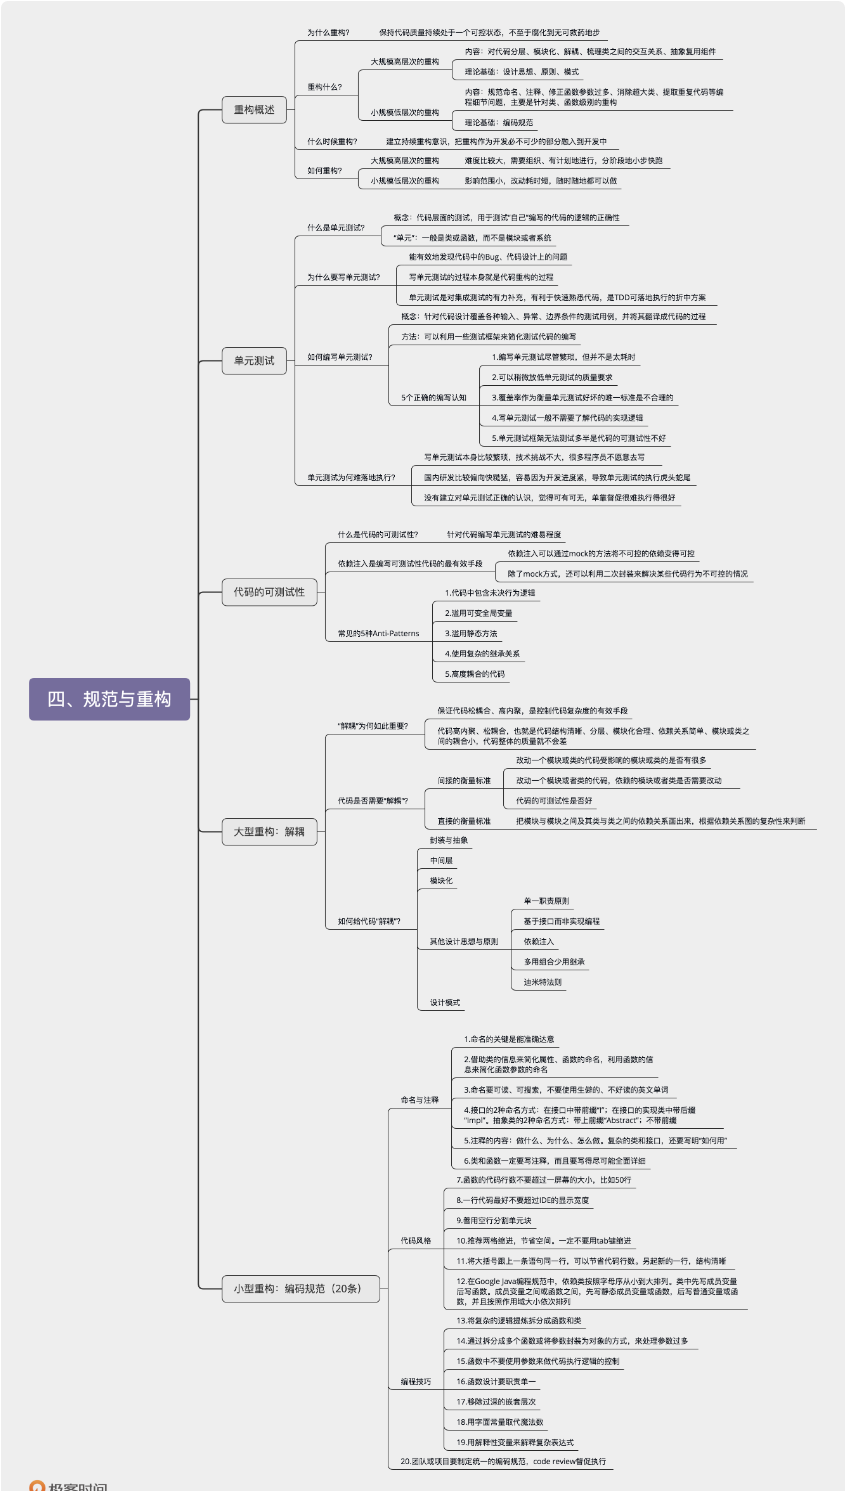 为什么重构？
保持代码质量持续处于一个可控状态，不至于腐化到无可救药地步
内容：对代码分层、模块化、解耦、梳理类之间的交互关系、抽象复用组件
大规模高层次的重构
理论基础：设计思想、原则、模式
重构什么？
内容：规范命名、注释、修正函数参数过多、消除超大类、提取重复代码等编
程细节问题，主要是针对类、函数级别的重构
重构概述
小规模低层次的重构
理论基础：编码规范
什么时候重构？
建立持续重构意识，把重构作为开发必不可少的部分融入到开发中
大规模高层次的重构
难度比较大，需要组织、有计划地进行，分阶段地小步快跑
如何重构？
小规模低层次的重构
影响范围小，改动耗时短，随时随地都可以做
概念：代码层面的测试，用于测试“自己”编写的代码的逻辑的正确性
什么是单元测试？
“单元”：一般是类或函数，而不是模块或者系统
能有效地发现代码中的Bug、代码设计上的问题
为什么要写单元测试？
写单元测试的过程本身就是代码重构的过程
单元测试是对集成测试的有力补充，有利于快速熟悉代码，是TDD可落地执行的折中方案
概念：针对代码设计覆盖各种输入、异常、边界条件的测试用例，并将其翻译成代码的过程
方法：可以利用一些测试框架来简化测试代码的编写
单元测试
如何编写单元测试？
1.编写单元测试尽管繁琐，但并不是太耗时
2.可以稍微放低单元测试的质量要求
5个正确的编写认知
3.覆盖率作为衡量单元测试好坏的唯一标准是不合理的
4.写单元测试一般不需要了解代码的实现逻辑
5.单元测试框架无法测试多半是代码的可测试性不好
写单元测试本身比较繁琐，技术挑战不大，很多程序员不愿意去写
单元测试为何难落地执行？
国内研发比较偏向快糙猛，容易因为开发进度紧，导致单元测试的执行虎头蛇尾
没有建立对单元测试正确的认识，觉得可有可无，单靠督促很难执行得很好
什么是代码的可测试性？
针对代码编写单元测试的难易程度
依赖注入可以通过mock的方法将不可控的依赖变得可控
依赖注入是编写可测试性代码的最有效手段
除了mock方式，还可以利用二次封装来解决某些代码行为不可控的情况
代码的可测试性
1.代码中包含未决行为逻辑
2.滥用可变全局变量
常见的5种Anti-Patterns
3.滥用静态方法
4.使用复杂的继承关系
5.高度耦合的代码
四、规范与重构
保证代码松耦合、高内聚，是控制代码复杂度的有效手段
“解耦”为何如此重要？
代码高内聚、松耦合，也就是代码结构清晰、分层、模块化合理、依赖关系简单、模块或类之
间的耦合小，代码整体的质量就不会差
改动一个模块或类的代码受影响的模块或类的是否有很多
间接的衡量标准
改动一个模块或者类的代码，依赖的模块或者类是否需要改动
代码是否需要“解耦”？
代码的可测试性是否好
直接的衡量标准
把模块与模块之间及其类与类之间的依赖关系画出来，根据依赖关系图的复杂性来判断
大型重构：解耦
封装与抽象
中间层
模块化
如何给代码“解耦”？
单一职责原则
基于接口而非实现编程
其他设计思想与原则
依赖注入
多用组合少用继承
迪米特法则
设计模式
1.命名的关键是能准确达意
2.借助类的信息来简化属性、函数的命名，利用函数的信
息来简化函数参数的命名
3.命名要可读、可搜索，不要使用生僻的、不好读的英文单词
命名与注释
4.接口的2种命名方式：在接口中带前缀“I”；在接口的实现类中带后缀
“Impl”。抽象类的2种命名方式：带上前缀“Abstract”；不带前缀
5.注释的内容：做什么、为什么、怎么做。复杂的类和接口，还要写明“如何用”
6.类和函数一定要写注释，而且要写得尽可能全面详细
7.函数的代码行数不要超过一屏幕的大小，比如50行
8.一行代码最好不要超过IDE的显示宽度
9.善用空行分割单元块
代码风格
10.推荐两格缩进，节省空间。一定不要用tab键缩进
11.将大括号跟上一条语句同一行，可以节省代码行数。另起新的一行，结构清晰
12.在Google Java编程规范中，依赖类按照字母序从小到大排列。类中先写成员变量
后写函数。成员变量之间或函数之间，先写静态成员变量或函数，后写普通变量或函
数，并且按照作用域大小依次排列
小型重构：编码规范（20条）
13.将复杂的逻辑提炼拆分成函数和类
14.通过拆分成多个函数或将参数封装为对象的方式，来处理参数过多
15.函数中不要使用参数来做代码执行逻辑的控制
编程技巧
16.函数设计要职责单一
17.移除过深的嵌套层次
18.用字面常量取代魔法数
19.用解释性变量来解释复杂表达式
20.团队或项目要制定统一的编码规范，code review督促执行
极客时间